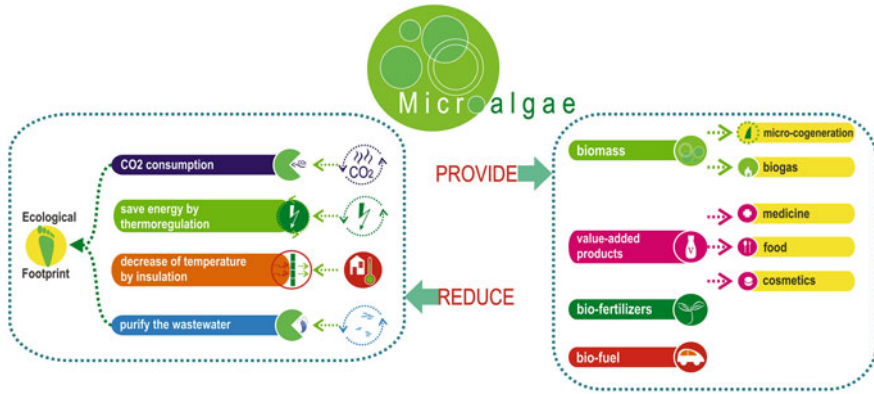 Microalgae
CO2 consumption
CO2
save energy by
thermoregulation
Ecological
Footprint
decrease of temperature
by insulation
purify the wastewater
PROVIDE
REDUCE
biomass
micro-cogeneration
biogas
value-added
products
medicine
food
cosmetics
bio-fertilizers
bio-fuel